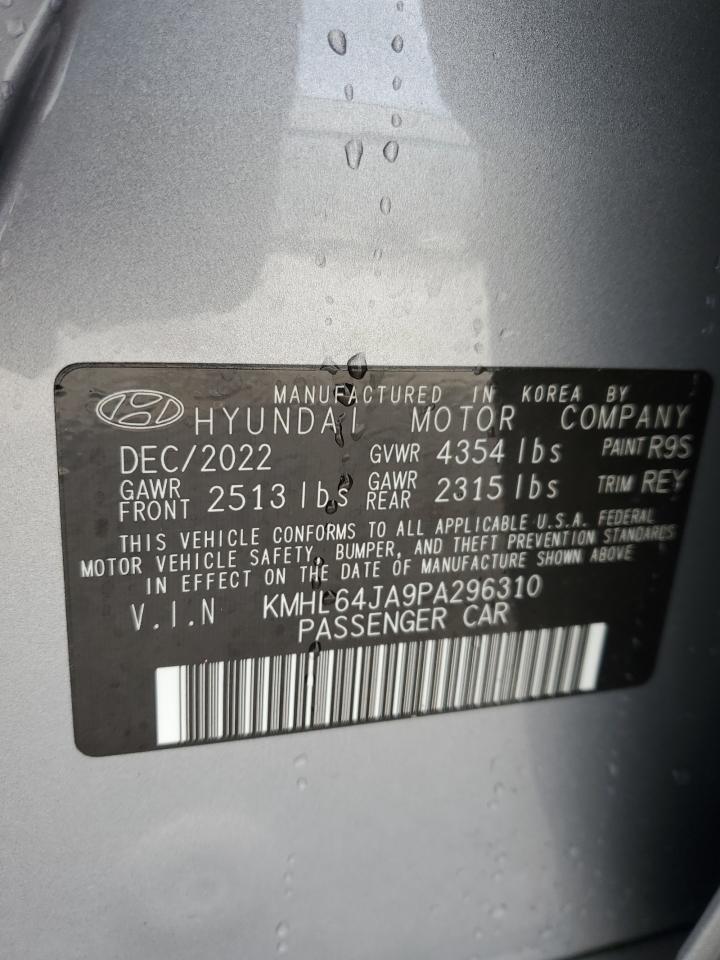 MANUFACTURED IN KOREA BY
HYUNDAI MOTOR COMPANY
DEC/2022 GVWR 4354 lbs PAINT R9S
GAWR FRONT 2513 lbs GAWR REAR 2315 lbs TRIM REY
THIS VEHICLE CONFORMS TO ALL APPLICABLE U.S.A. FEDERAL
MOTOR VEHICLE SAFETY, BUMPER, AND THEFT PREVENTION STANDARDS
IN EFFECT ON THE DATE OF MANUFACTURE SHOWN ABOVE
V.I.N KMHL64JA9PA296310
PASSENGER CAR